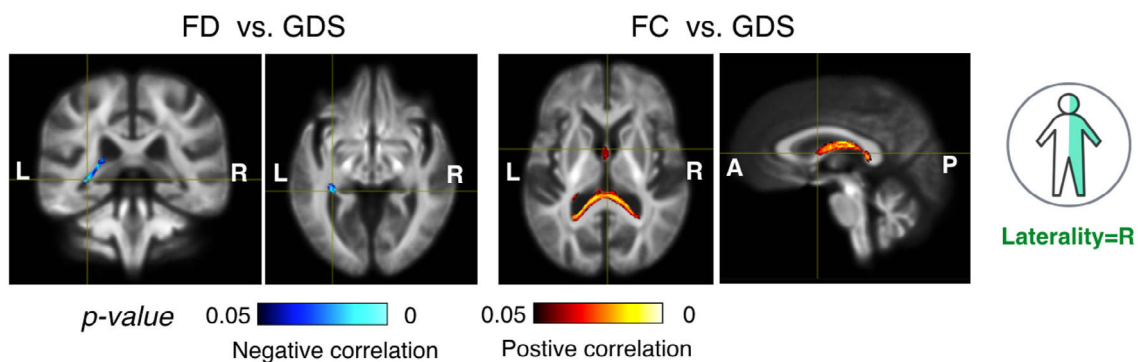 FD vs. GDS
FC vs. GDS
L
R
L
R
L
R
A
P
Laterality=R
p-value
0.05
0
0.05
0
Negative correlation
Postive correlation